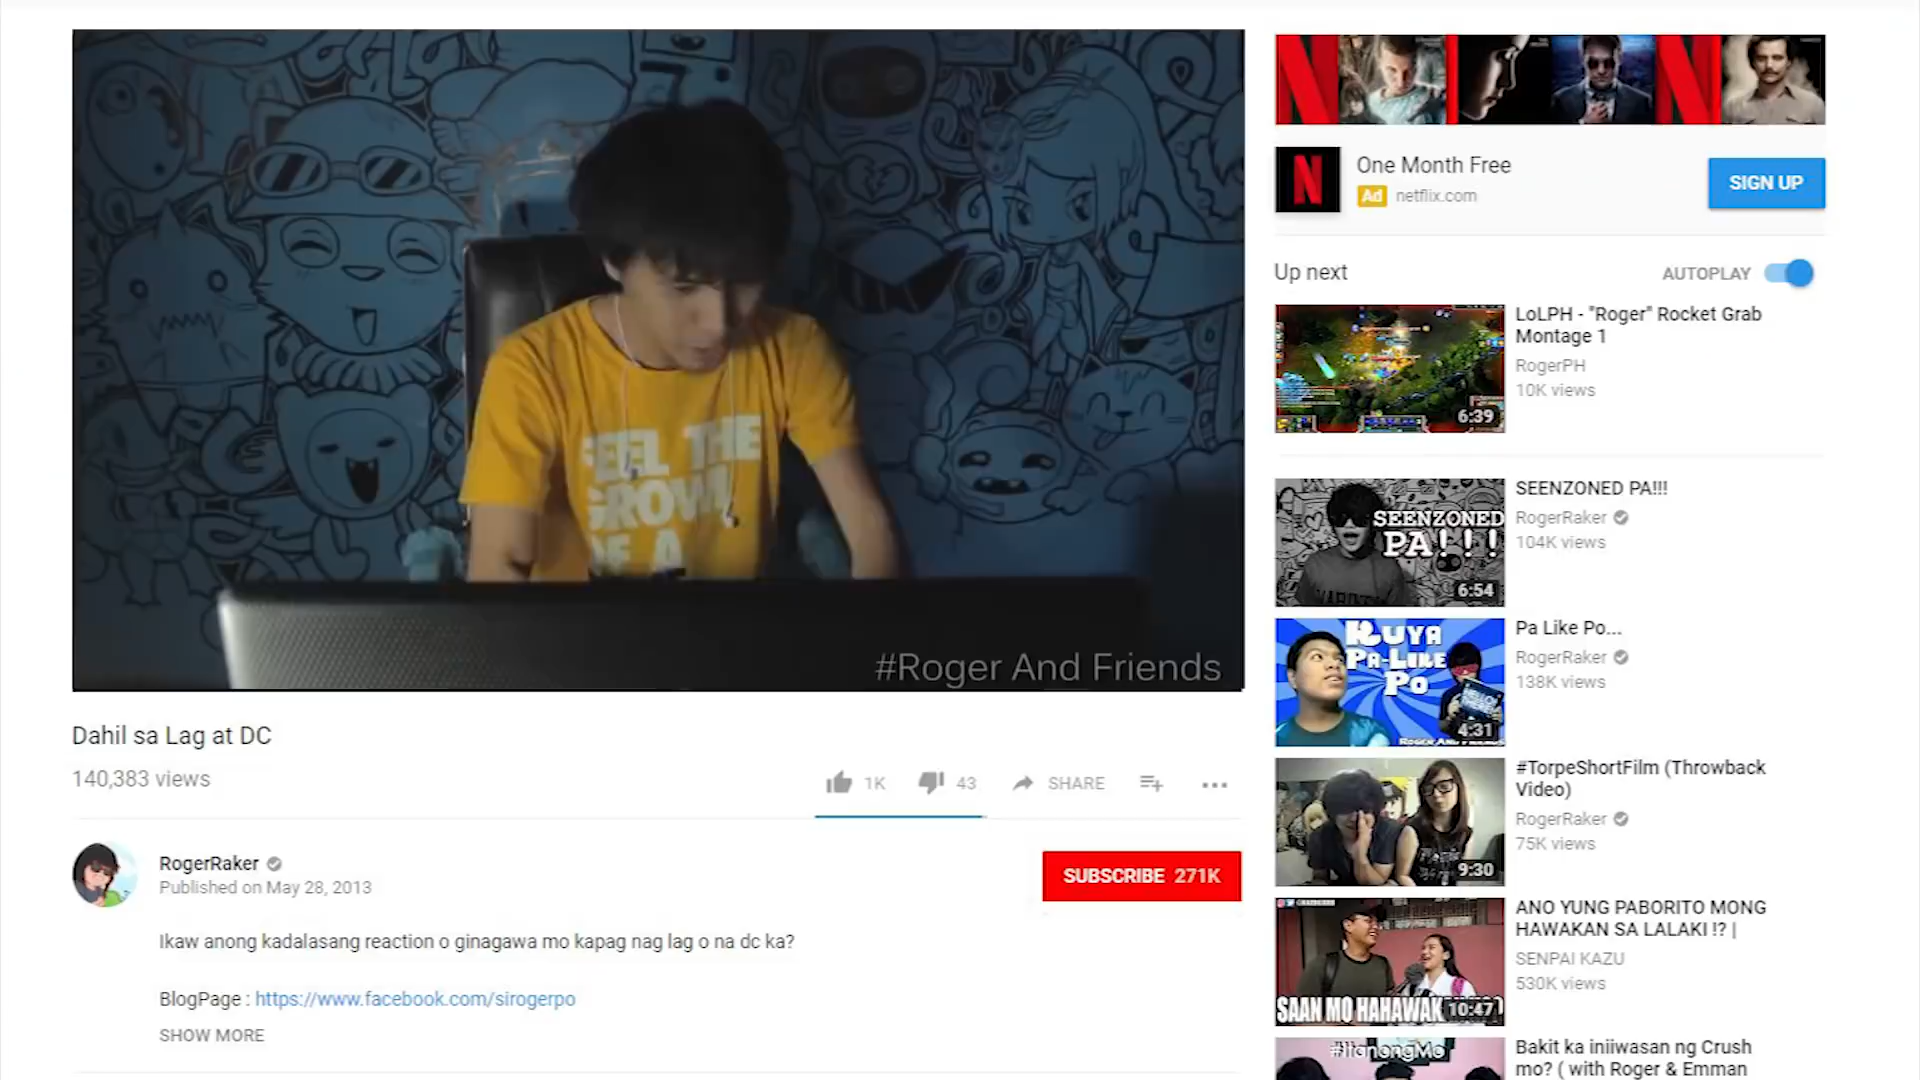 FEEL THE
GROWL
OF A
#Roger And Friends
Dahil sa Lag at DC
140,383 views
1K
43
SHARE
RogerRaker
Published on May 28, 2013
SUBSCRIBE 271K
Ikaw anong kadalasang reaction o ginagawa mo kapag nag lag o na dc ka?
BlogPage : https://www.facebook.com/sirogerpo
SHOW MORE
N
One Month Free
Ad netflix.com
SIGN UP
Up next
AUTOPLAY
6:39
LoLPH - "Roger" Rocket Grab
Montage 1
RogerPH
10K views
SEENZONED
PA!!!
6:54
SEENZONED PA!!!
RogerRaker
104K views
KUYA
PA-LIKE
PO
4:31
Pa Like Po...
RogerRaker
138K views
9:30
#TorpeShortFilm (Throwback
Video)
RogerRaker
75K views
SAAN MO HAHAWAK
10:47
ANO YUNG PABORITO MONG
HAWAKAN SA LALAKI !? |
SENPAI KAZU
530K views
#ItanongMo
Bakit ka iniiwasan ng Crush
mo? ( with Roger & Emman